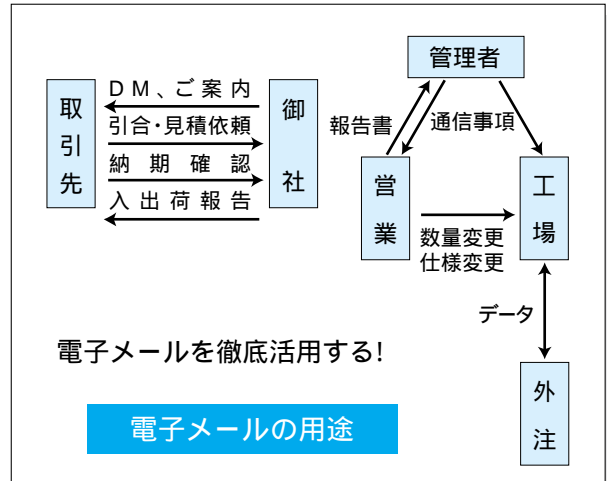 管理者
取引先
DM、ご案内
引合・見積依頼
納期確認
入出荷報告
御社
報告書
通信事項
営業
数量変更
仕様変更
工場
データ
外注
電子メールを徹底活用する!
電子メールの用途